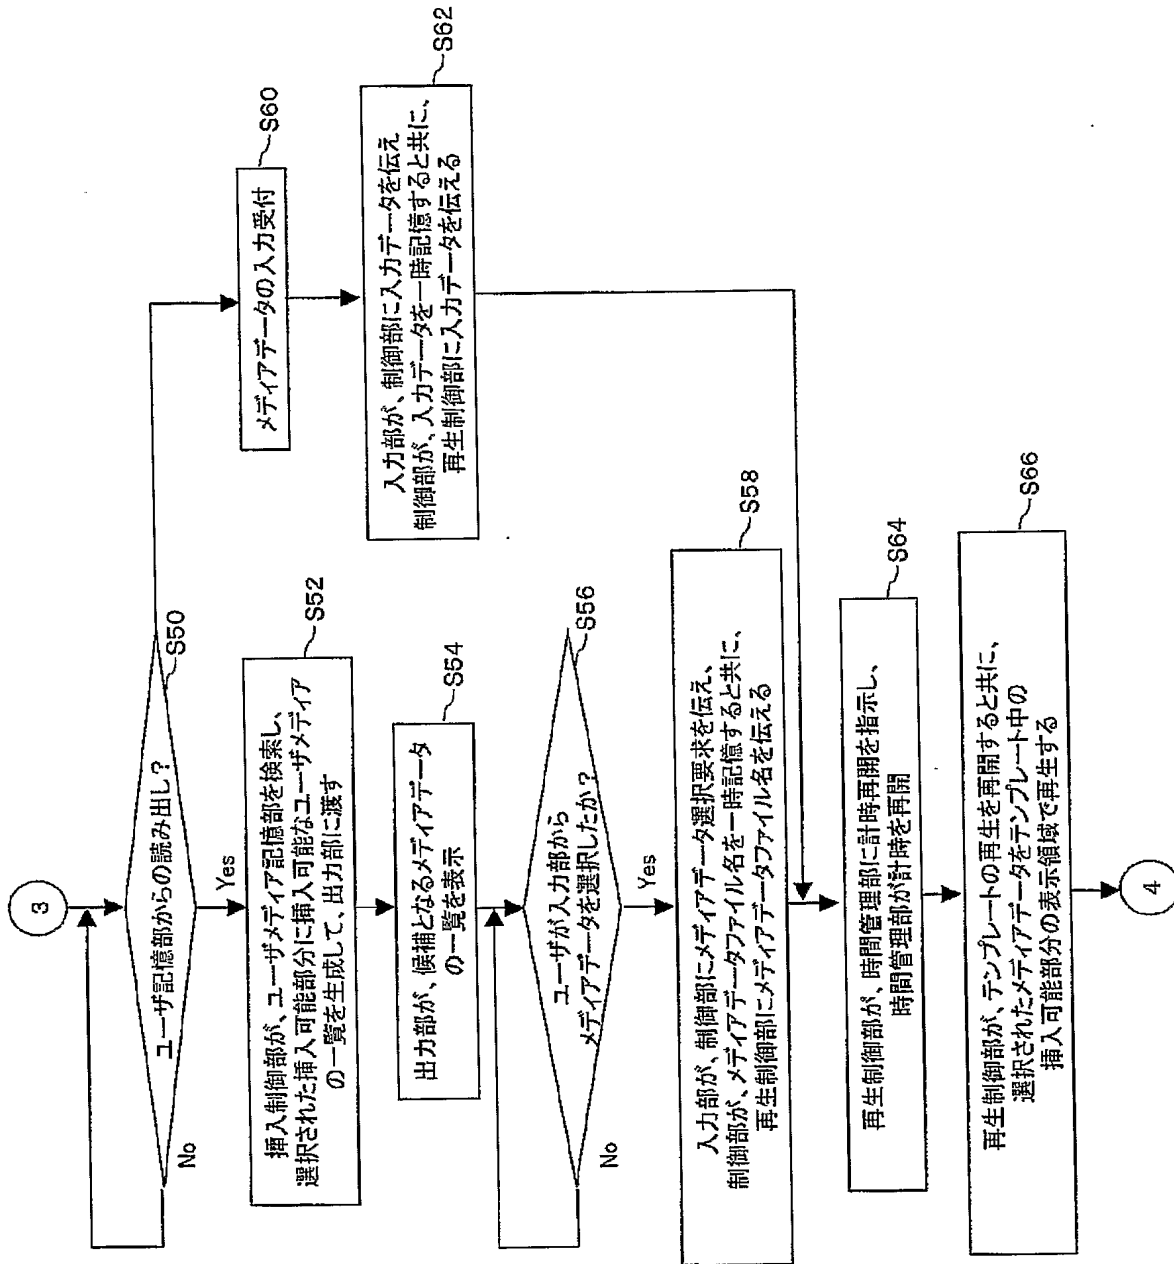 3
ユーザ記憶部からの読み出し？
S50
No
Yes
挿入制御部が、ユーザメディア記憶部を検索し、
選択された挿入可能部分に挿入可能なユーザメディア
の一覧を生成して、出力部に渡す
S52
出力部が、候補となるメディアデータ
の一覧を表示
S54
ユーザが入力部から
メディアデータを選択したか？
S56
No
Yes
入力部が、制御部にメディアデータ選択要求を伝え、
制御部が、メディアデータファイル名を一時記憶すると共に、
再生制御部にメディアデータファイル名を伝える
S58
メディアデータの入力受付
S60
入力部が、制御部に入力データを伝え
制御部が、入力データを一時記憶すると共に、
再生制御部に入力データを伝える
S62
再生制御部が、時間管理部に計時再開を指示し、
時間管理部が計時を再開
S64
再生制御部が、テンプレートの再生を再開すると共に、
選択されたメディアデータをテンプレート中の
挿入可能部分の表示領域で再生する
S66
4